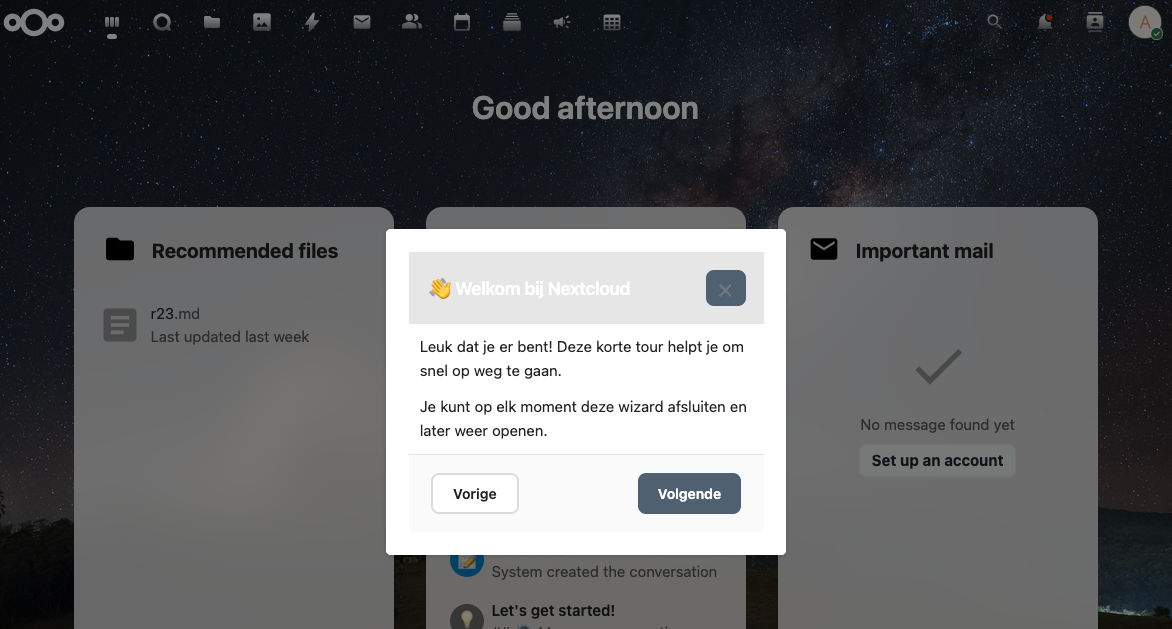 A
Good afternoon
Recommended files
Important mail
r23.md
Last updated last week
👋 Welkom bij Nextcloud
Leuk dat je er bent! Deze korte tour helpt je om
snel op weg te gaan.
Je kunt op elk moment deze wizard afsluiten en
later weer openen.
Vorige
Volgende
No message found yet
Set up an account
System created the conversation
Let's get started!